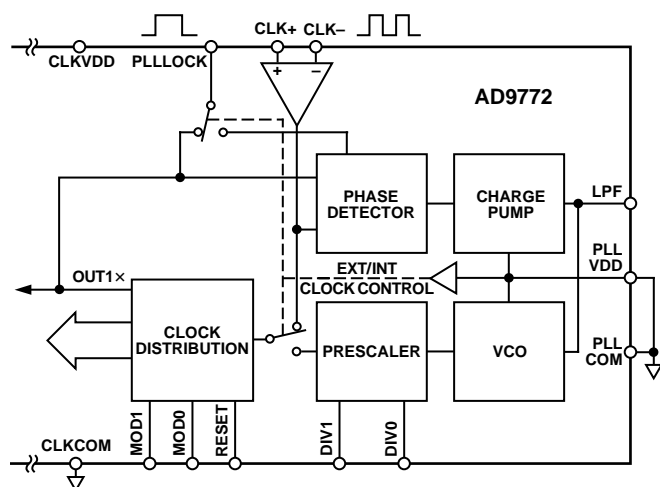 CLK+ CLK–
CLKVDD PLLLOCK
+ –
AD9772
PHASE
DETECTOR
CHARGE
PUMP
LPF
PLL
VDD
OUT1×
EXT/INT
CLOCK CONTROL
CLOCK
DISTRIBUTION
PRESCALER
VCO
PLL
COM
CLKCOM
MOD1
MOD0
RESET
DIV1
DIV0